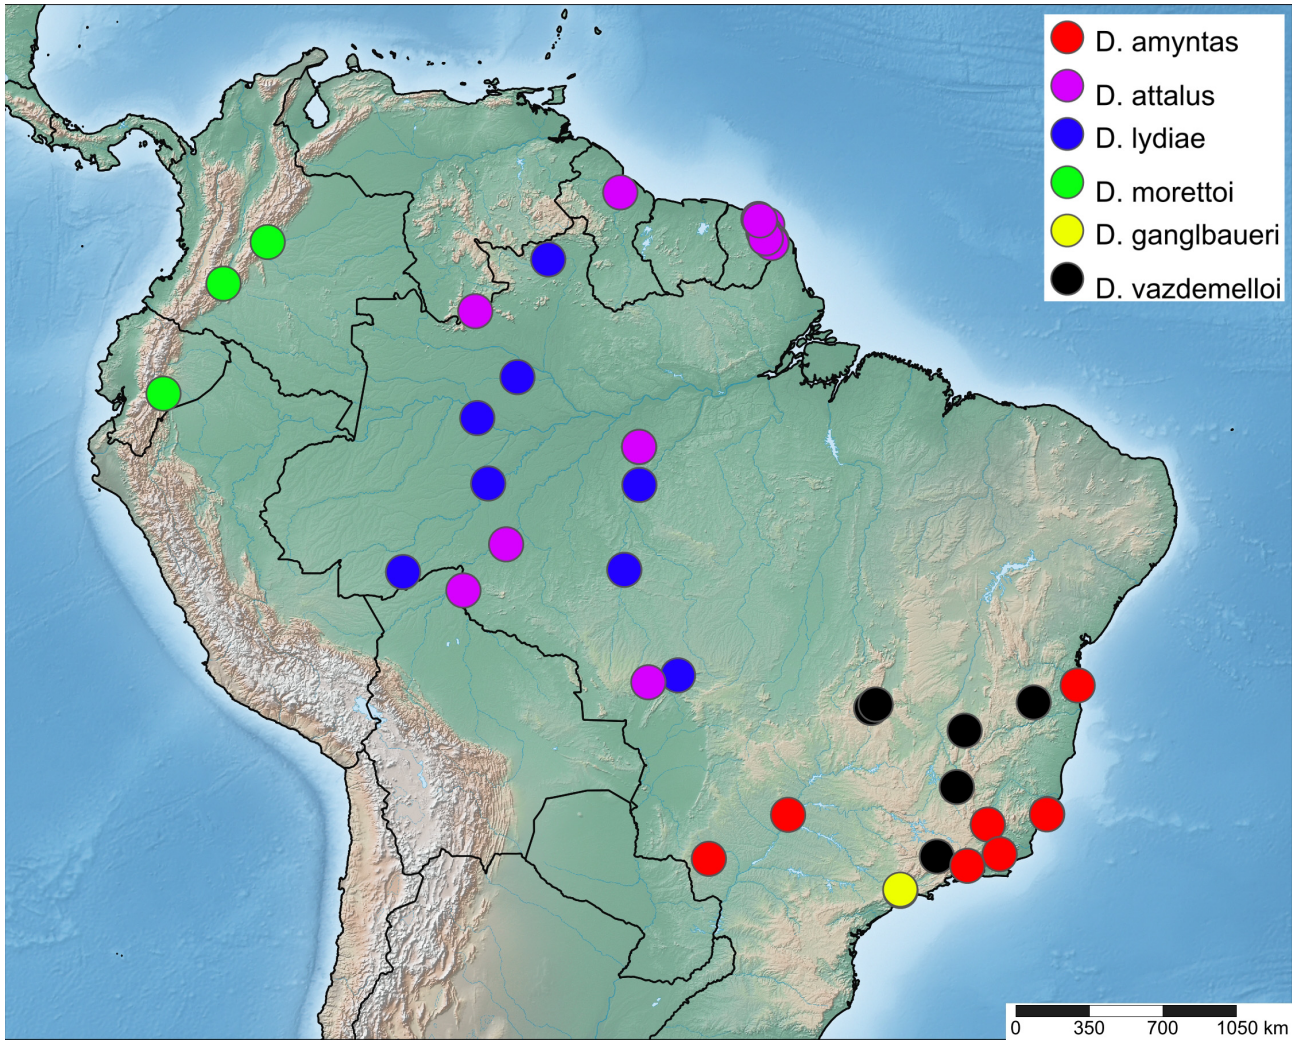 D. amyntas
D. attalus
D. lydiae
D. morettoi
D. ganglbaueri
D. vazdemelloi
0 350 700 1050 km